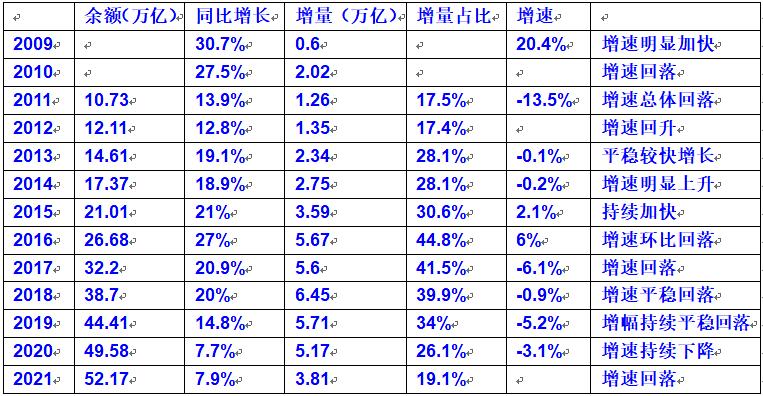 余额（万亿） 同比增长 增量（万亿） 增量占比 增速
2009 30.7% 0.6 20.4% 增速明显加快
2010 27.5% 2.02 增速回落
2011 10.73 13.9% 1.26 17.5% -13.5% 增速总体回落
2012 12.11 12.8% 1.35 17.4% 增速回升
2013 14.61 19.1% 2.34 28.1% -0.1% 平稳较快增长
2014 17.37 18.9% 2.75 28.1% -0.2% 增速明显上升
2015 21.01 21% 3.59 30.6% 2.1% 持续加快
2016 26.68 27% 5.67 44.8% 6% 增速环比回落
2017 32.2 20.9% 5.6 41.5% -6.1% 增速回落
2018 38.7 20% 6.45 39.9% -0.9% 增速平稳回落
2019 44.41 14.8% 5.71 34% -5.2% 增幅持续平稳回落
2020 49.58 7.7% 5.17 26.1% -3.1% 增速持续下降
2021 52.17 7.9% 3.81 19.1% 增速回落